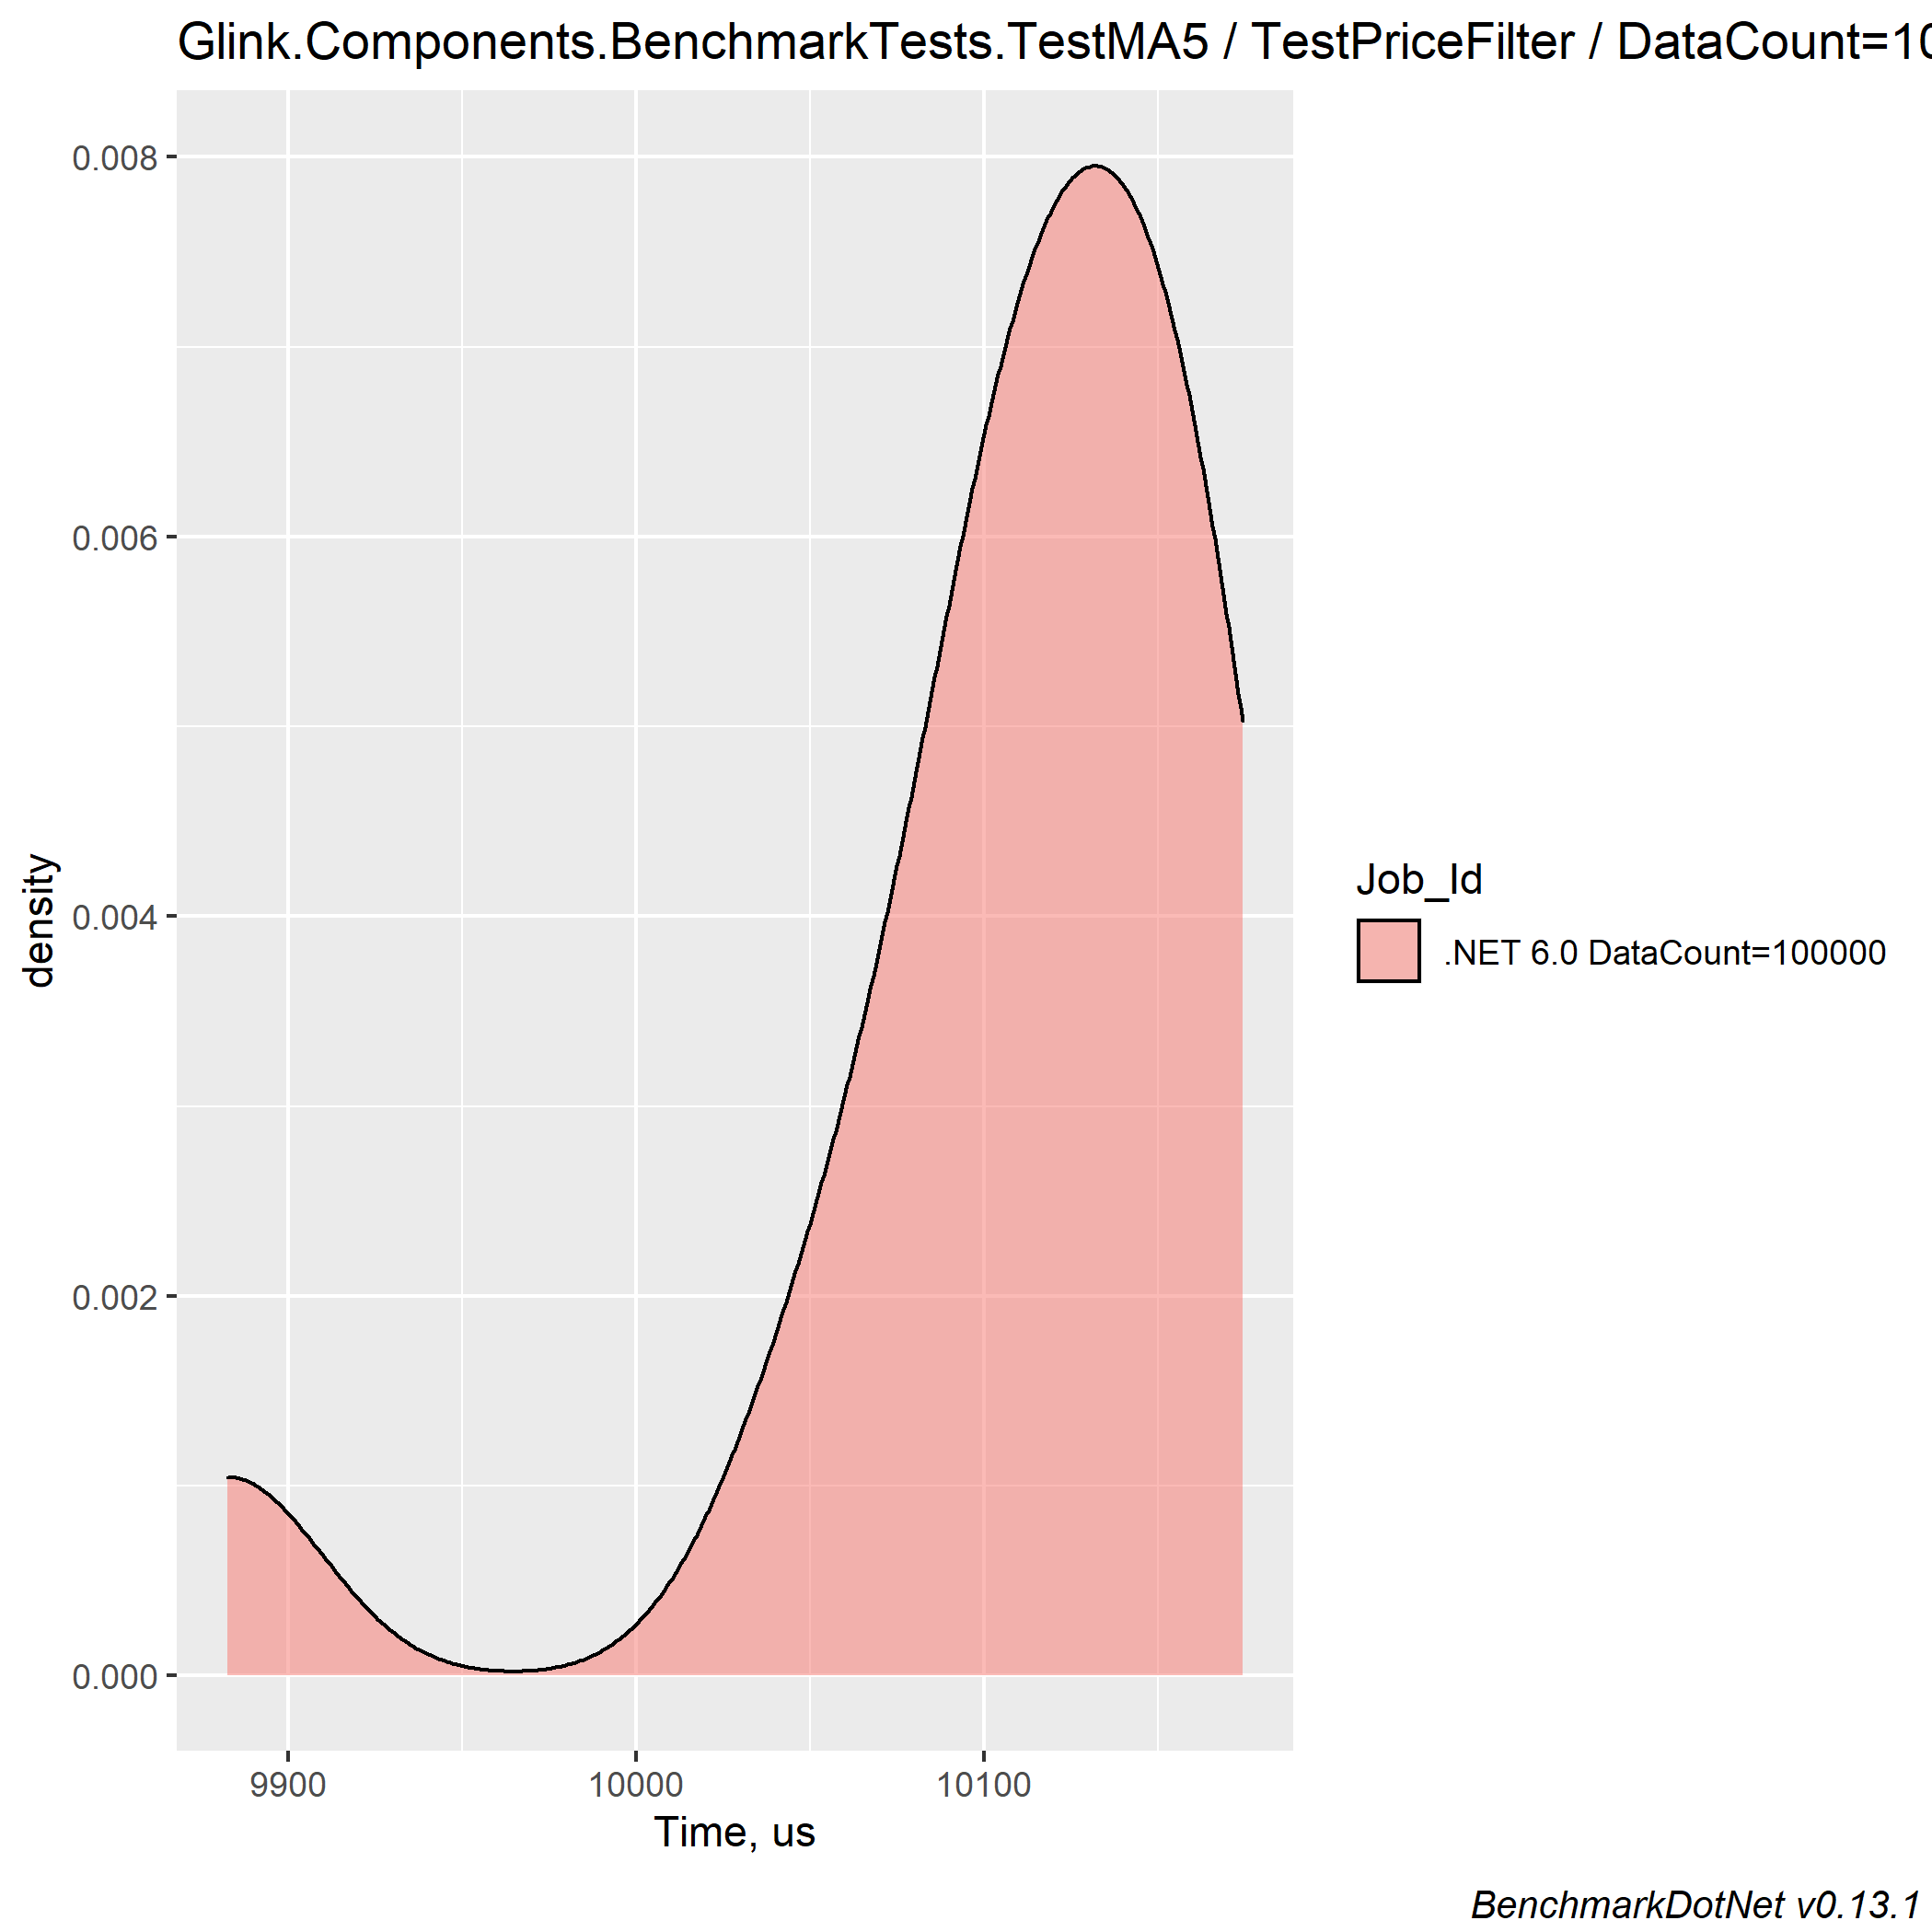 Glink.Components.BenchmarkTests.TestMA5 / TestPriceFilter / DataCount=10
0.008
0.006
0.004
0.002
0.000
density
9900 10000 10100
Time, us
Job_Id
.NET 6.0 DataCount=100000
BenchmarkDotNet v0.13.1